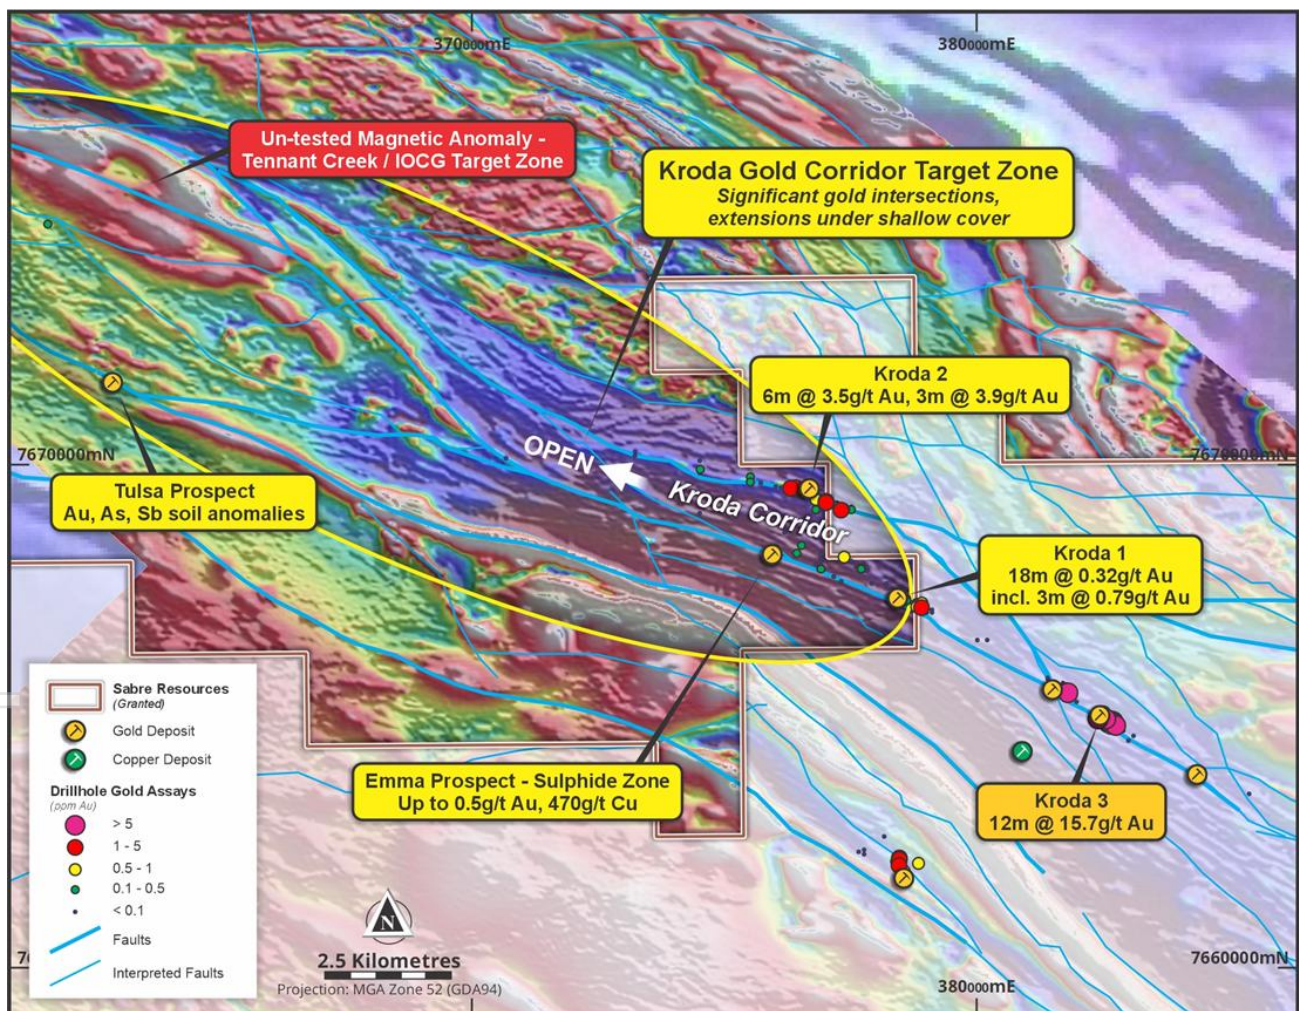 370000mE
380000mE
Un-tested Magnetic Anomaly -
Tennant Creek / IOCG Target Zone
Kroda Gold Corridor Target Zone
Significant gold intersections,
extensions under shallow cover
Kroda 2
6m @ 3.5g/t Au, 3m @ 3.9g/t Au
7670000mN
7670000mN
OPEN
Kroda Corridor
Tulsa Prospect
Au, As, Sb soil anomalies
Kroda 1
18m @ 0.32g/t Au
incl. 3m @ 0.79g/t Au
Emma Prospect - Sulphide Zone
Up to 0.5g/t Au, 470g/t Cu
Kroda 3
12m @ 15.7g/t Au
Sabre Resources
(Granted)
Gold Deposit
Copper Deposit
Drillhole Gold Assays
(ppm Au)
> 5
1 - 5
0.5 - 1
0.1 - 0.5
< 0.1
Faults
Interpreted Faults
N
2.5 Kilometres
Projection: MGA Zone 52 (GDA94)
7660000mN
380000mE